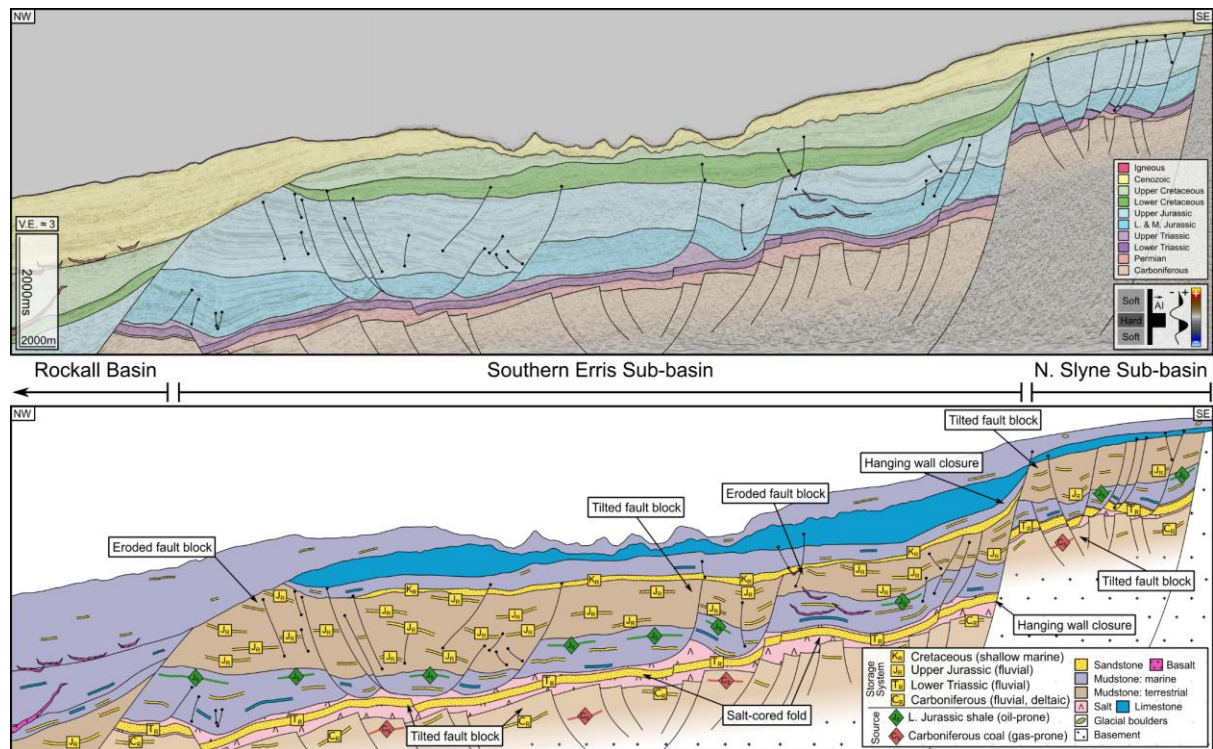 NW
SE
V.E. ≈ 3
2000ms
2000m
Igneous
Cenozoic
Upper Cretaceous
Lower Cretaceous
Upper Jurassic
L. & M. Jurassic
Upper Triassic
Lower Triassic
Permian
Carboniferous
Soft
Hard
Soft
AI
- +
Rockall Basin
Southern Erris Sub-basin
N. Slyne Sub-basin
NW
SE
Tilted fault block
Hanging wall closure
Eroded fault block
Tilted fault block
Eroded fault block
Tilted fault block
Hanging wall closure
Salt-cored fold
Tilted fault block
Storage System
Source
KR Cretaceous (shallow marine)
JR Upper Jurassic (fluvial)
TR Lower Triassic (fluvial)
CR Carboniferous (fluvial, deltaic)
L. Jurassic shale (oil-prone)
Carboniferous coal (gas-prone)
Sandstone
Basalt
Mudstone: marine
Mudstone: terrestrial
Salt
Limestone
Glacial boulders
Basement